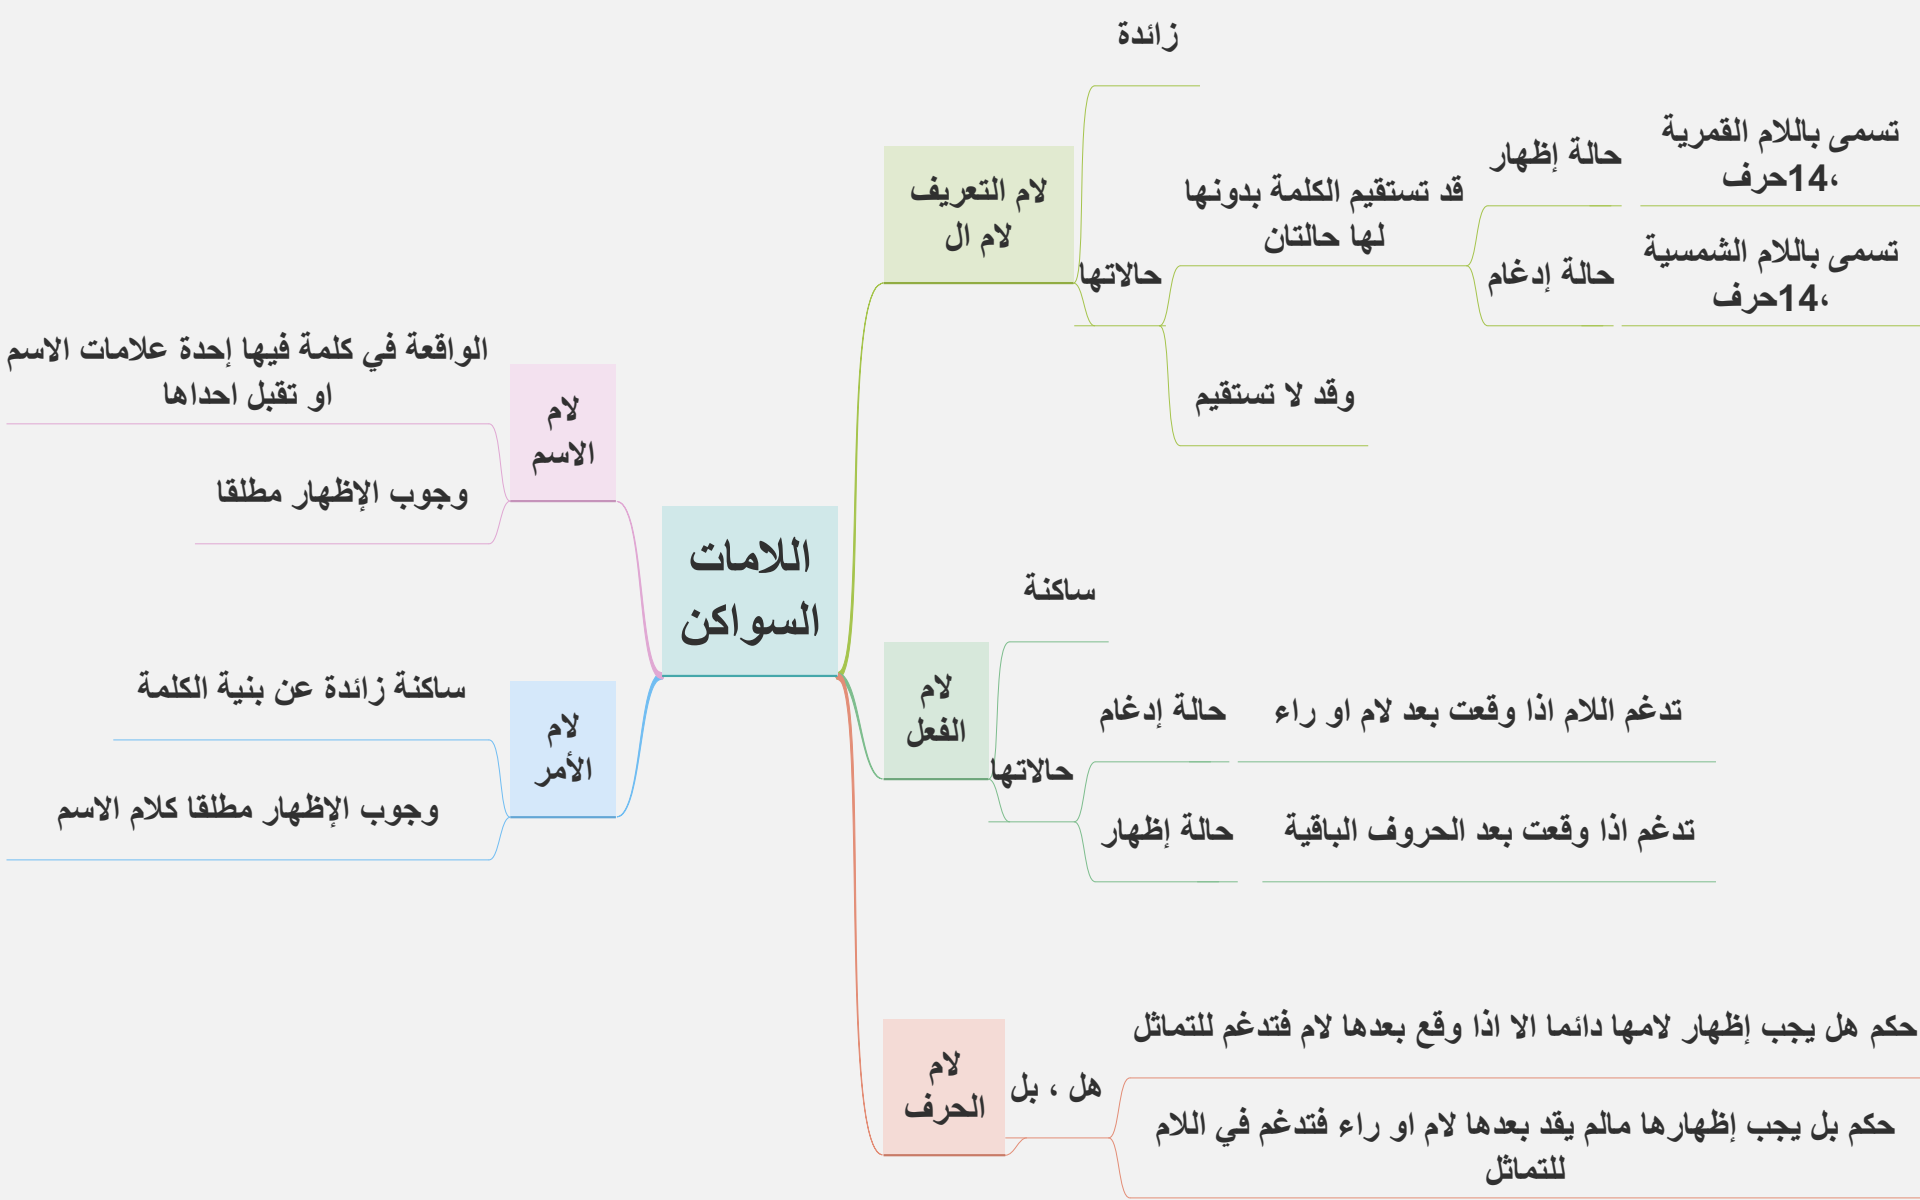 اللامات
السواكن
لام التعريف
لام ال
زائدة
حالاتها
قد تستقيم الكلمة بدونها
لها حالتان
حالة إظهار
تسمى باللام القمرية
،14حرف
حالة إدغام
تسمى باللام الشمسية
،14حرف
وقد لا تستقيم
لام
الفعل
ساكنة
حالاتها
حالة إدغام
تدغم اللام اذا وقعت بعد لام او راء
حالة إظهار
تدغم اذا وقعت بعد الحروف الباقية
لام
الحرف
هل ، بل
حكم هل يجب إظهار لامها دائما الا اذا وقع بعدها لام فتدغم للتماثل
حكم بل يجب إظهارها مالم يقد بعدها لام او راء فتدغم في اللام
للتماثل
لام
الاسم
الواقعة في كلمة فيها إحدة علامات الاسم
او تقبل احداها
وجوب الإظهار مطلقا
لام
الأمر
ساكنة زائدة عن بنية الكلمة
وجوب الإظهار مطلقا كلام الاسم